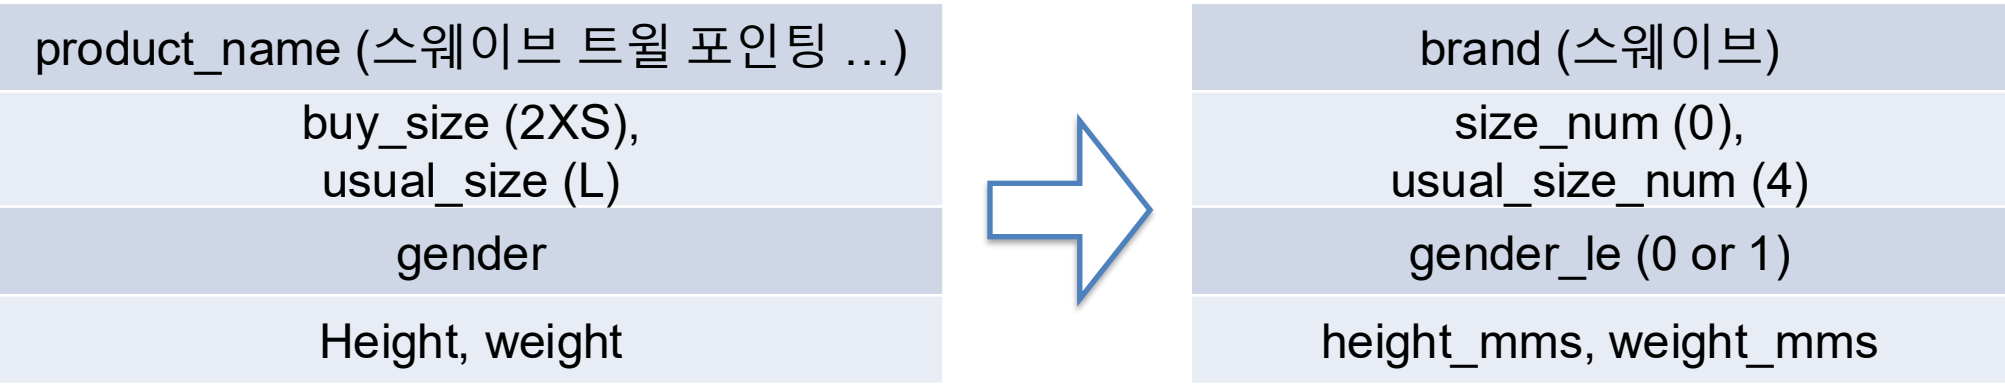 product_name (스웨이브 트윌 포인팅 ...)
buy_size (2XS),
usual_size (L)
gender
Height, weight
brand (스웨이브)
size_num (0),
usual_size_num (4)
gender_le (0 or 1)
height_mms, weight_mms